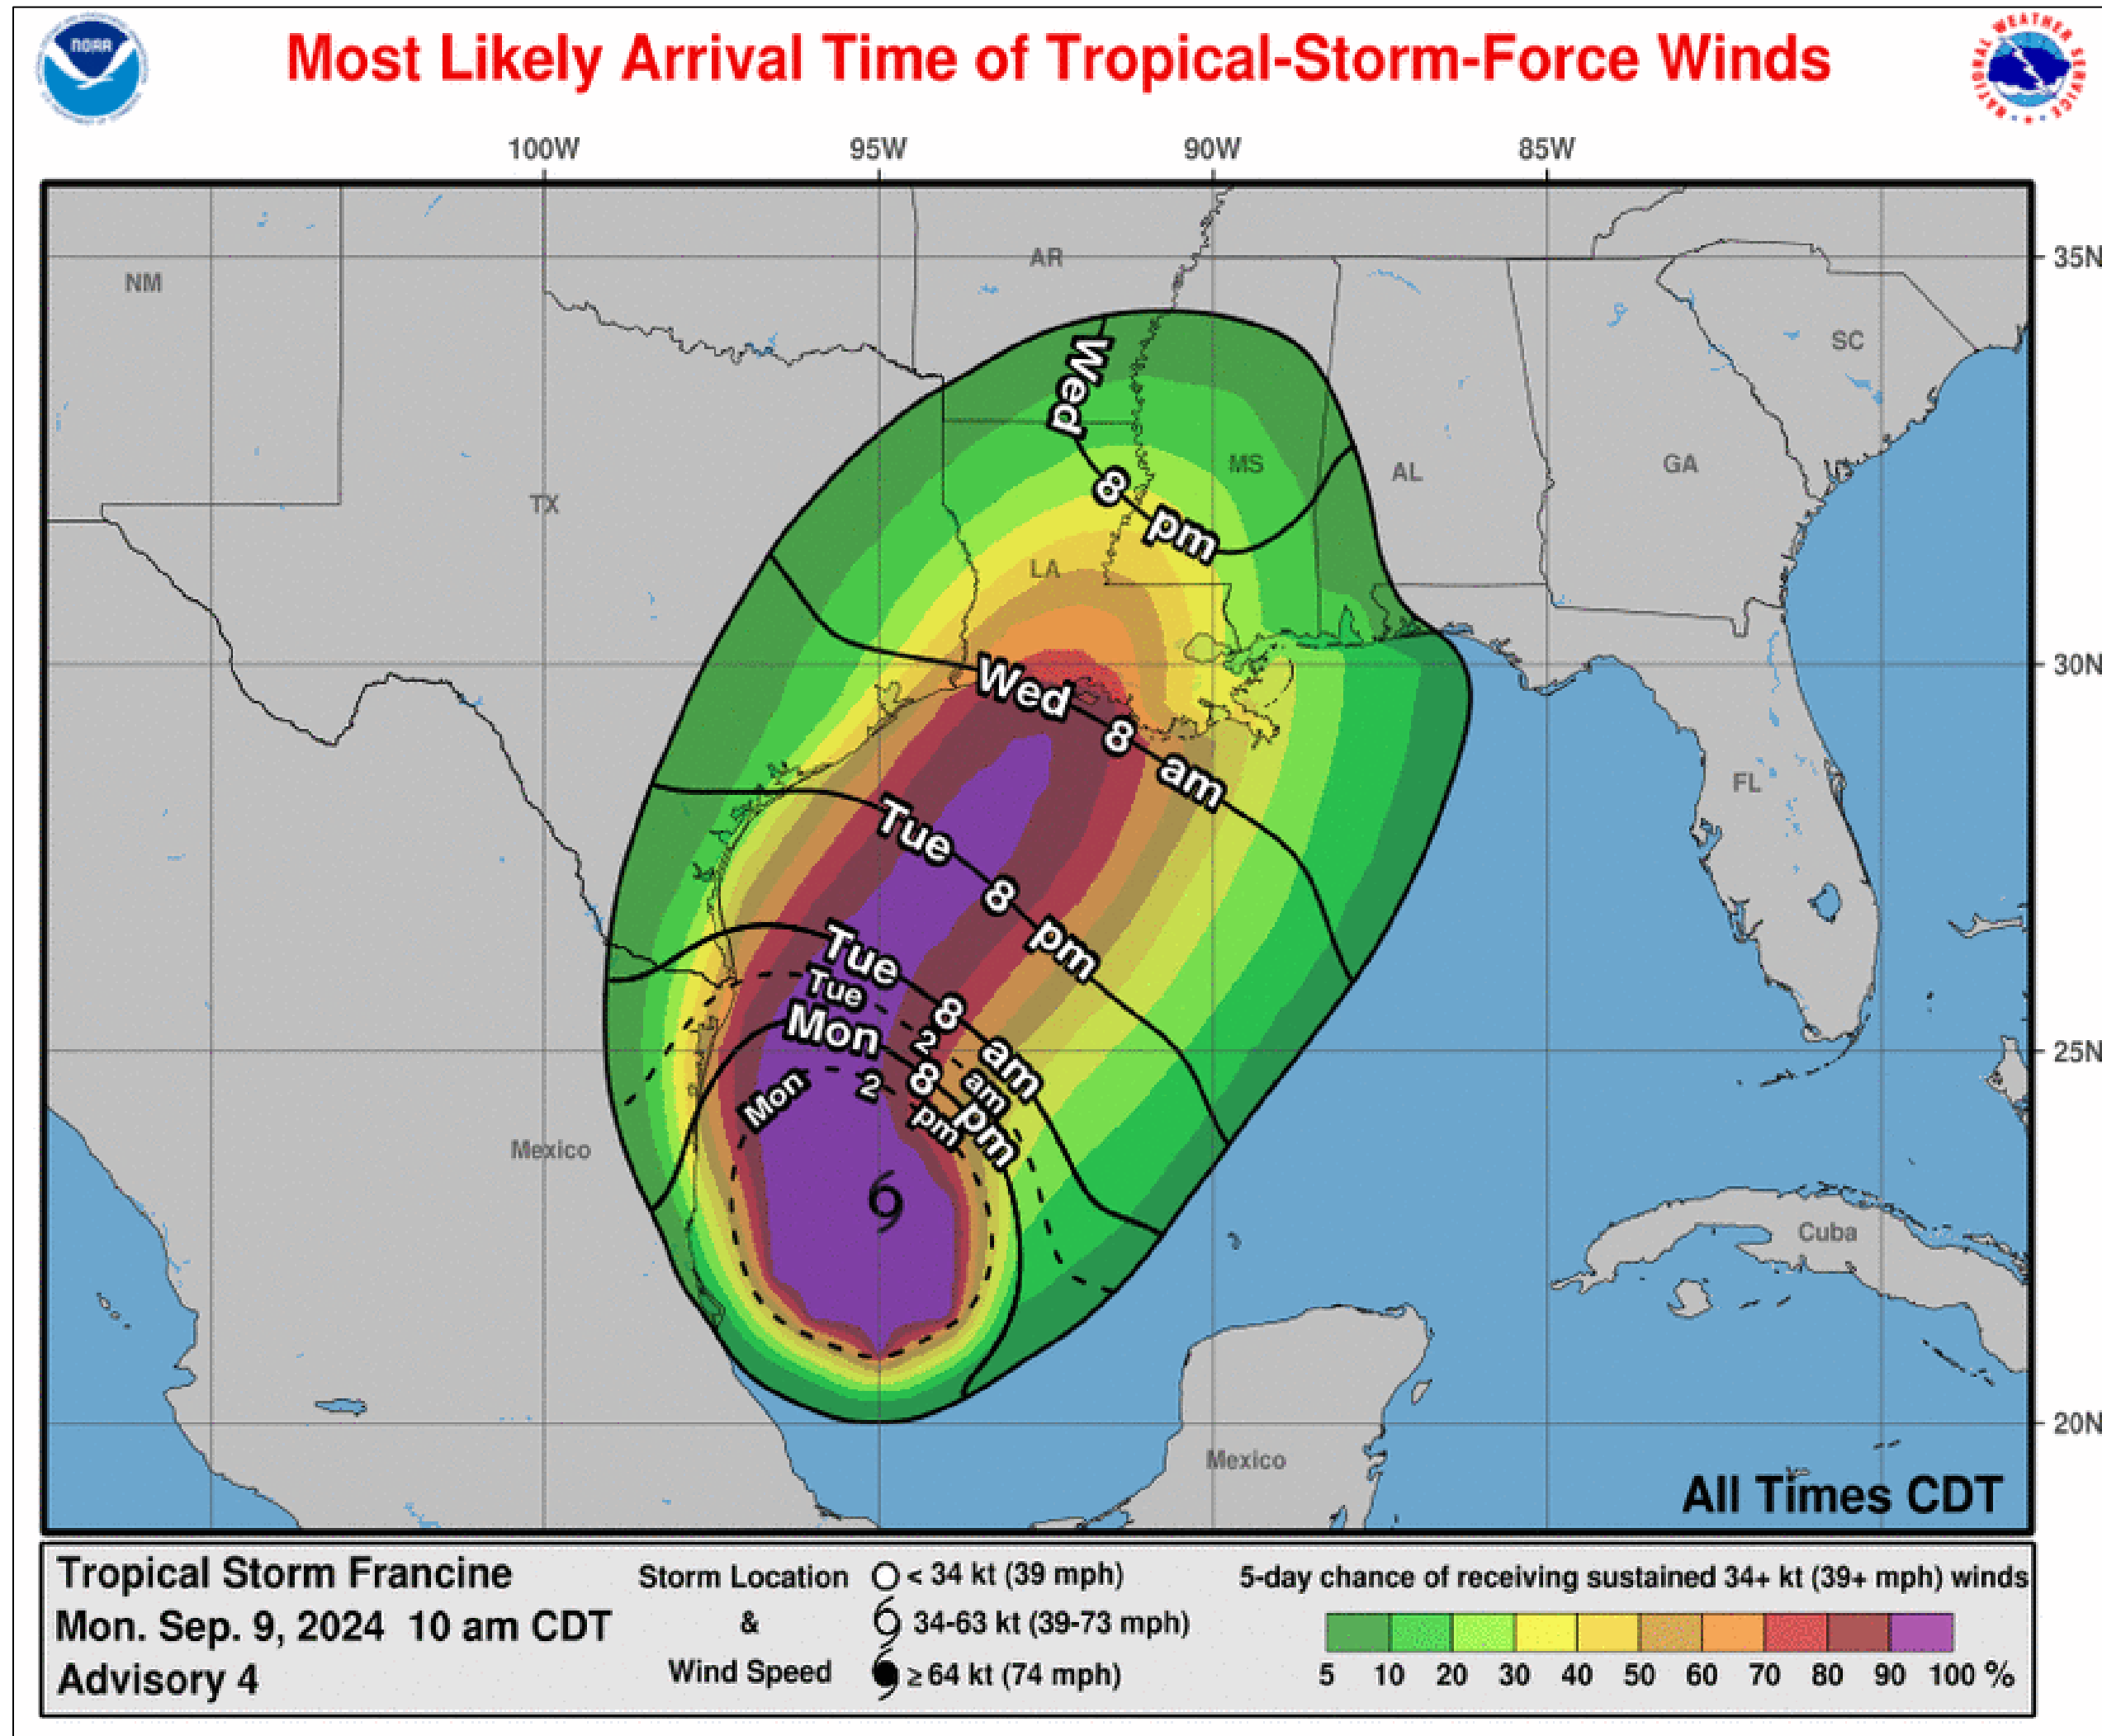 NOAA
Most Likely Arrival Time of Tropical-Storm-Force Winds
NATIONAL WEATHER SERVICE
100W 95W 90W 85W
35N
30N
25N
20N
NM
AR
SC
TX
MS
AL
GA
LA
FL
Mexico
Cuba
Mexico
Wed 8 pm
Wed 8 am
Tue 8 pm
Tue 8 am
Tue 2 am
Mon 8 pm
Mon 2 pm
All Times CDT
Tropical Storm Francine
Mon. Sep. 9, 2024 10 am CDT
Advisory 4
Storm Location
&
Wind Speed
< 34 kt (39 mph)
34-63 kt (39-73 mph)
≥ 64 kt (74 mph)
5-day chance of receiving sustained 34+ kt (39+ mph) winds
5 10 20 30 40 50 60 70 80 90 100 %